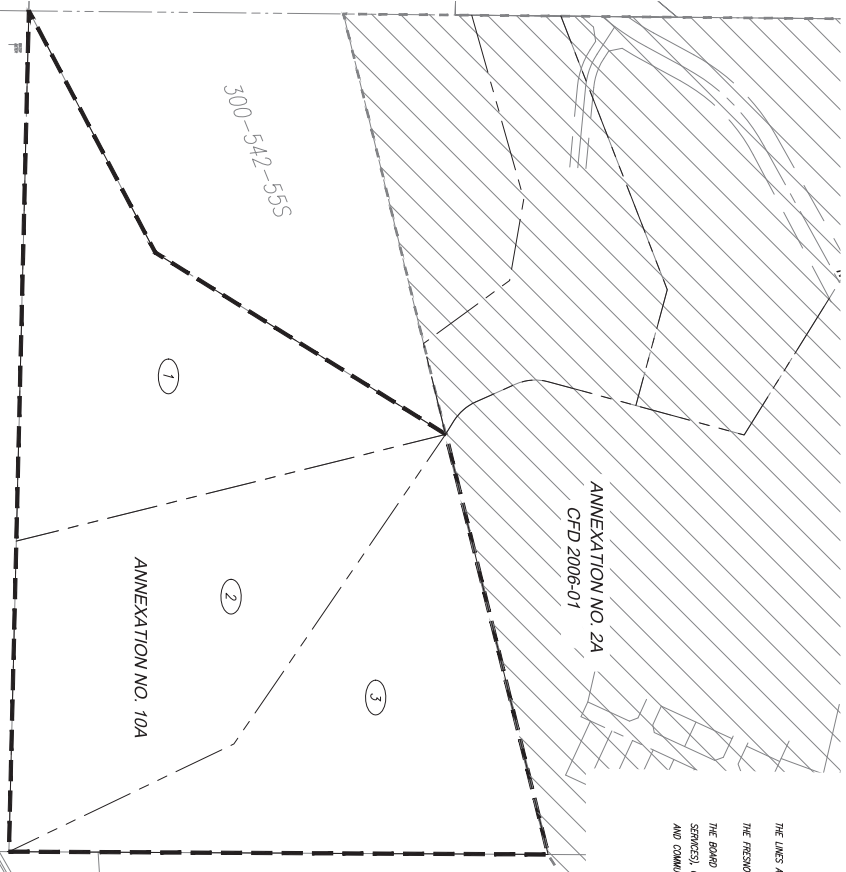 300-542-55S
1
ANNEXATION NO. 2A
CFD 2006-01
2
ANNEXATION NO. 10A
3
THE LINES A
THE FRESNO
THE BOARD
SERVICES),
AND COMMU